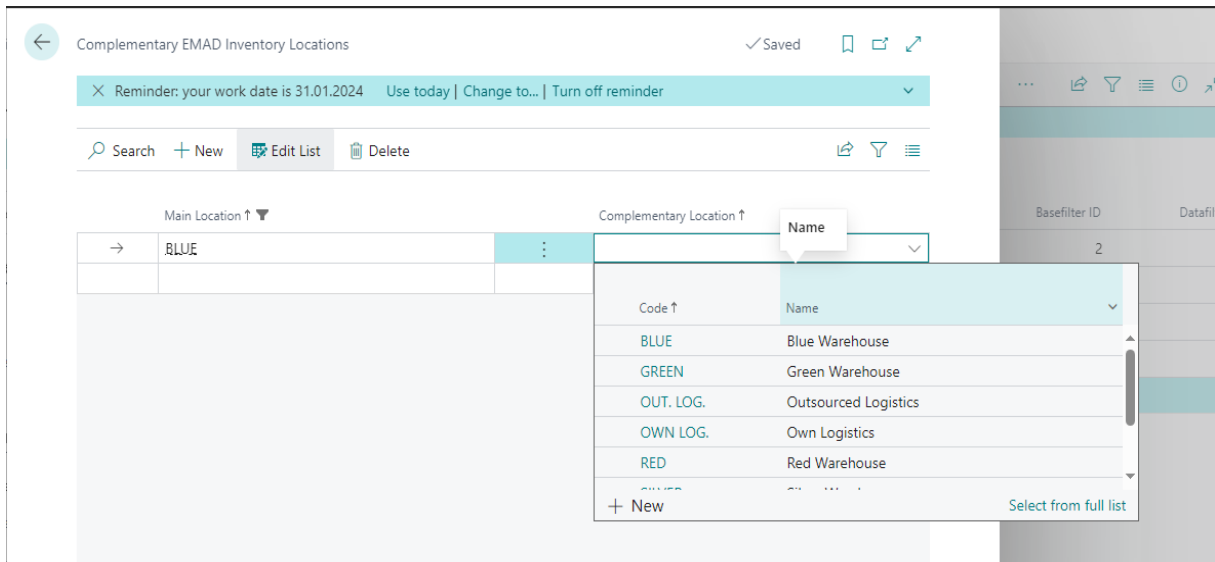 Complementary EMAD Inventory Locations
Saved
Reminder: your work date is 31.01.2024 Use today | Change to... | Turn off reminder
Search New Edit List Delete
Main Location Complementary Location
Name
Basefilter ID
BLUE
2
Code Name
BLUE Blue Warehouse
GREEN Green Warehouse
OUT. LOG. Outsourced Logistics
OWN LOG. Own Logistics
RED Red Warehouse
New Select from full list